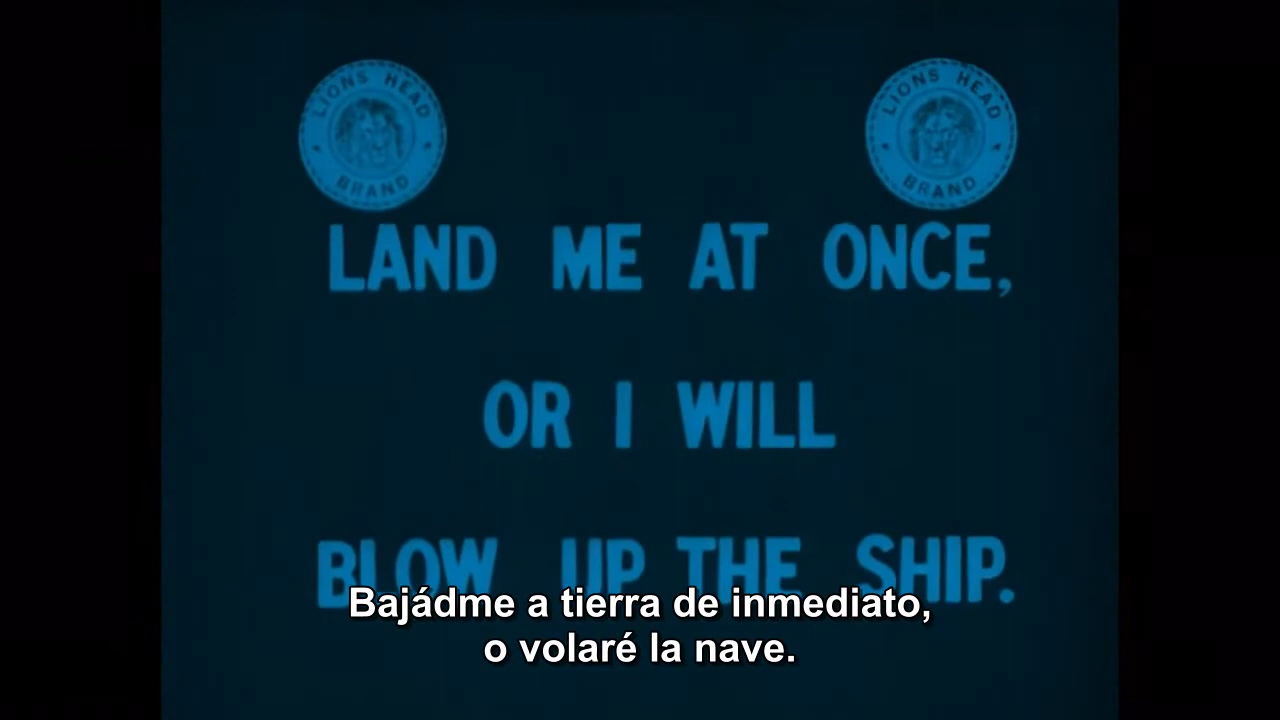 LIONS HEAD
BRAND
LIONS HEAD
BRAND
LAND ME AT ONCE,
OR I WILL
BLOW UP THE SHIP.
Bajádme a tierra de inmediato,
o volaré la nave.